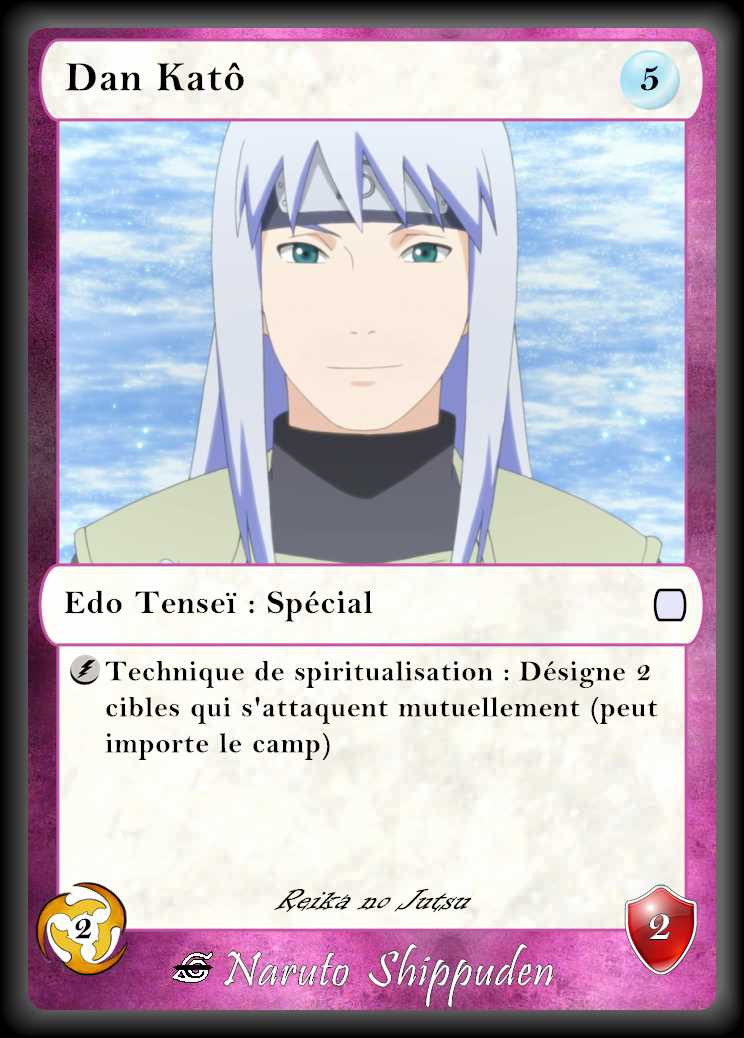 Dan Katô
5
Edo Tenseï : Spécial
Technique de spiritualisation : Désigne 2
cibles qui s'attaquent mutuellement (peut
importe le camp)
Reika no Jutsu
2
2
Naruto Shippuden